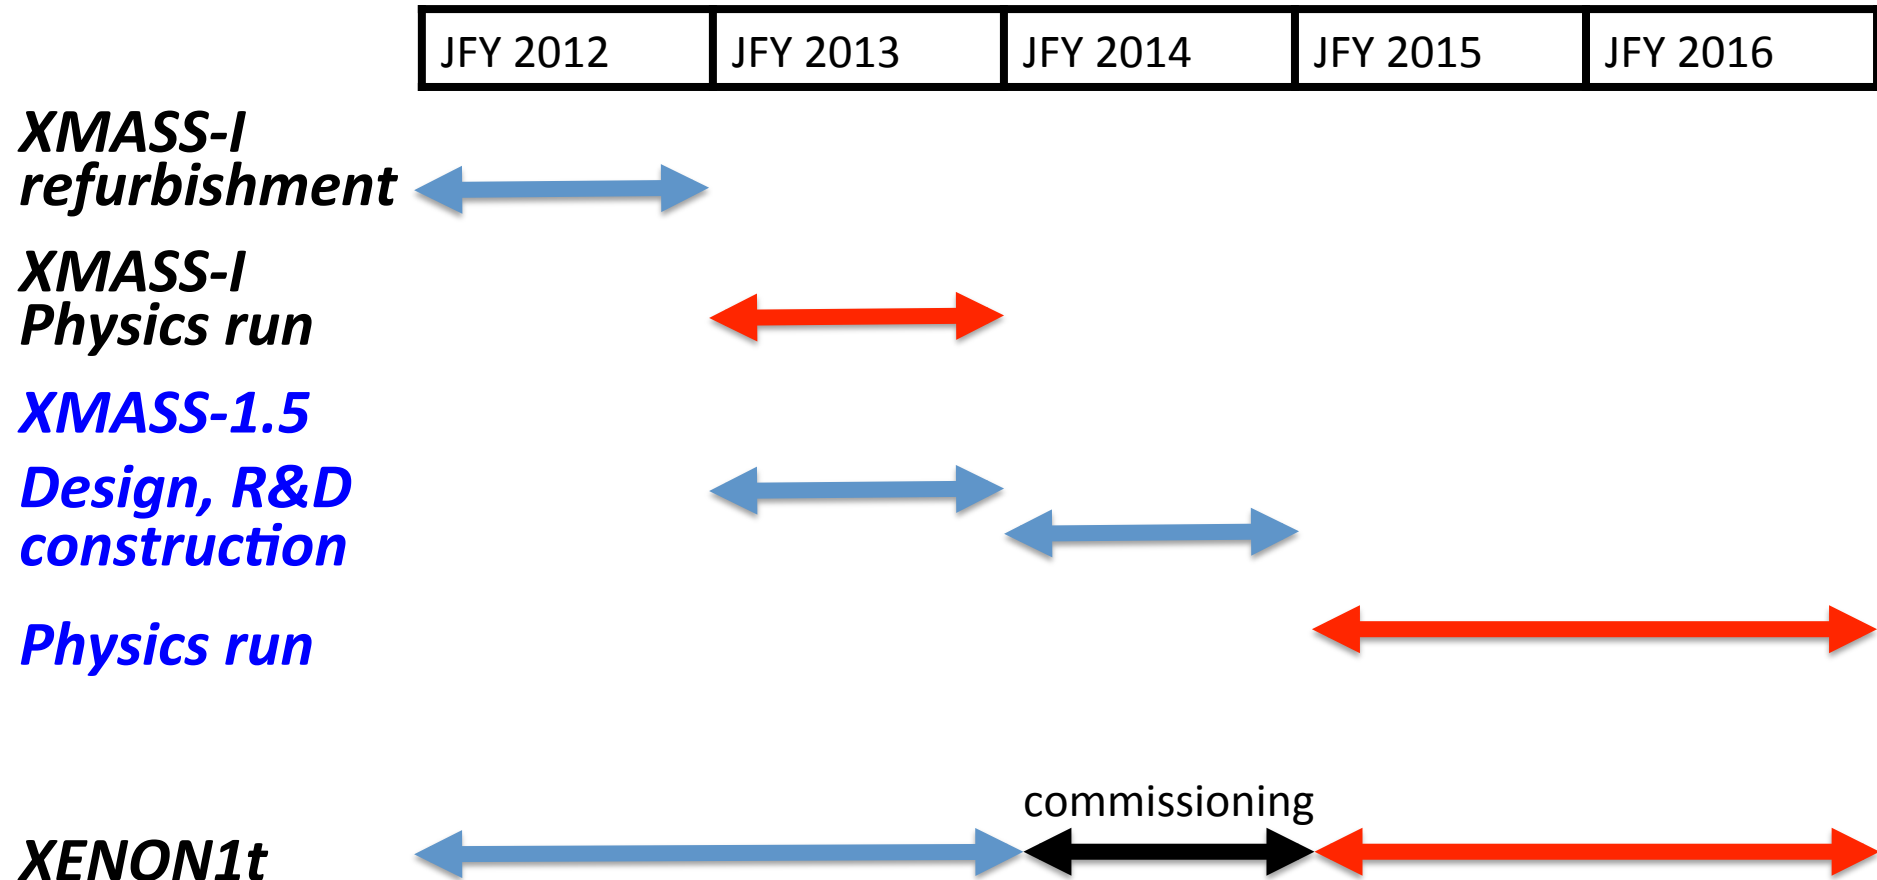 JFY 2012 JFY 2013 JFY 2014 JFY 2015 JFY 2016
XMASS-I
refurbishment
XMASS-I
Physics run
XMASS-1.5
Design, R&D
construction
Physics run
commissioning
XENON1t